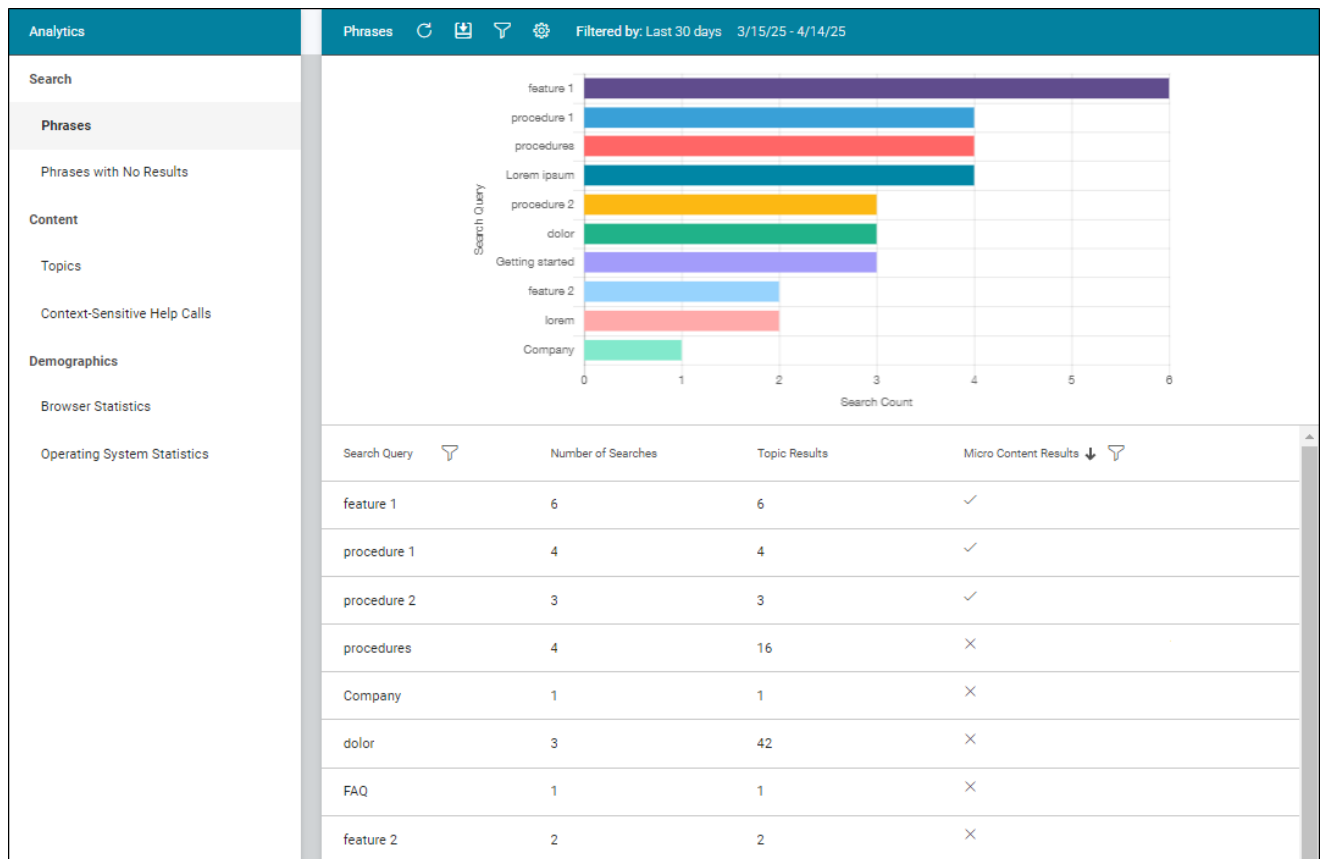 Analytics
Search
Phrases
Phrases with No Results
Content
Topics
Context-Sensitive Help Calls
Demographics
Browser Statistics
Operating System Statistics
Phrases Filtered by: Last 30 days 3/15/25 - 4/14/25
Search Query
feature 1
procedure 1
procedures
Lorem ipsum
procedure 2
dolor
Getting started
feature 2
lorem
Company
0 1 2 3 4 5 6
Search Count
Search Query Number of Searches Topic Results Micro Content Results
feature 1 6 6
procedure 1 4 4
procedure 2 3 3
procedures 4 16
Company 1 1
dolor 3 42
FAQ 1 1
feature 2 2 2